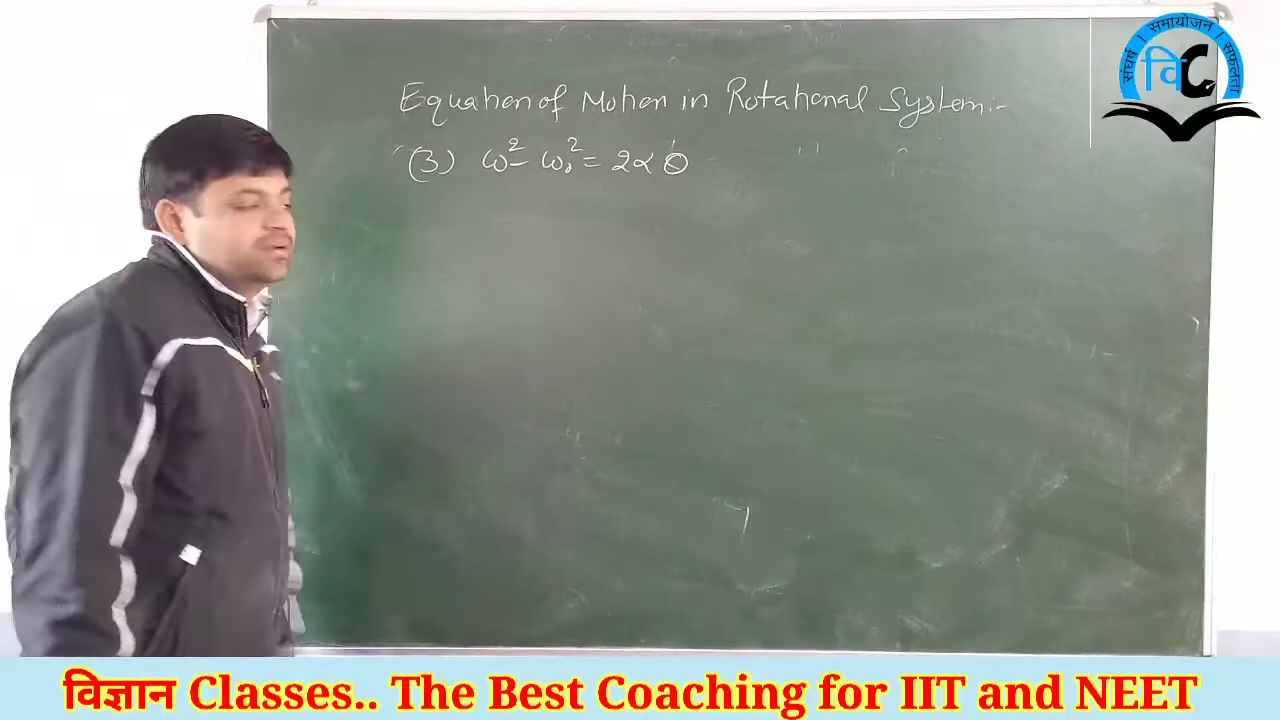 Equation of Motion in Rotational System:-
(3) ω² - ω₀² = 2αθ
संघर्ष । समायोजन । सफलता
वि C
विज्ञान Classes.. The Best Coaching for IIT and NEET